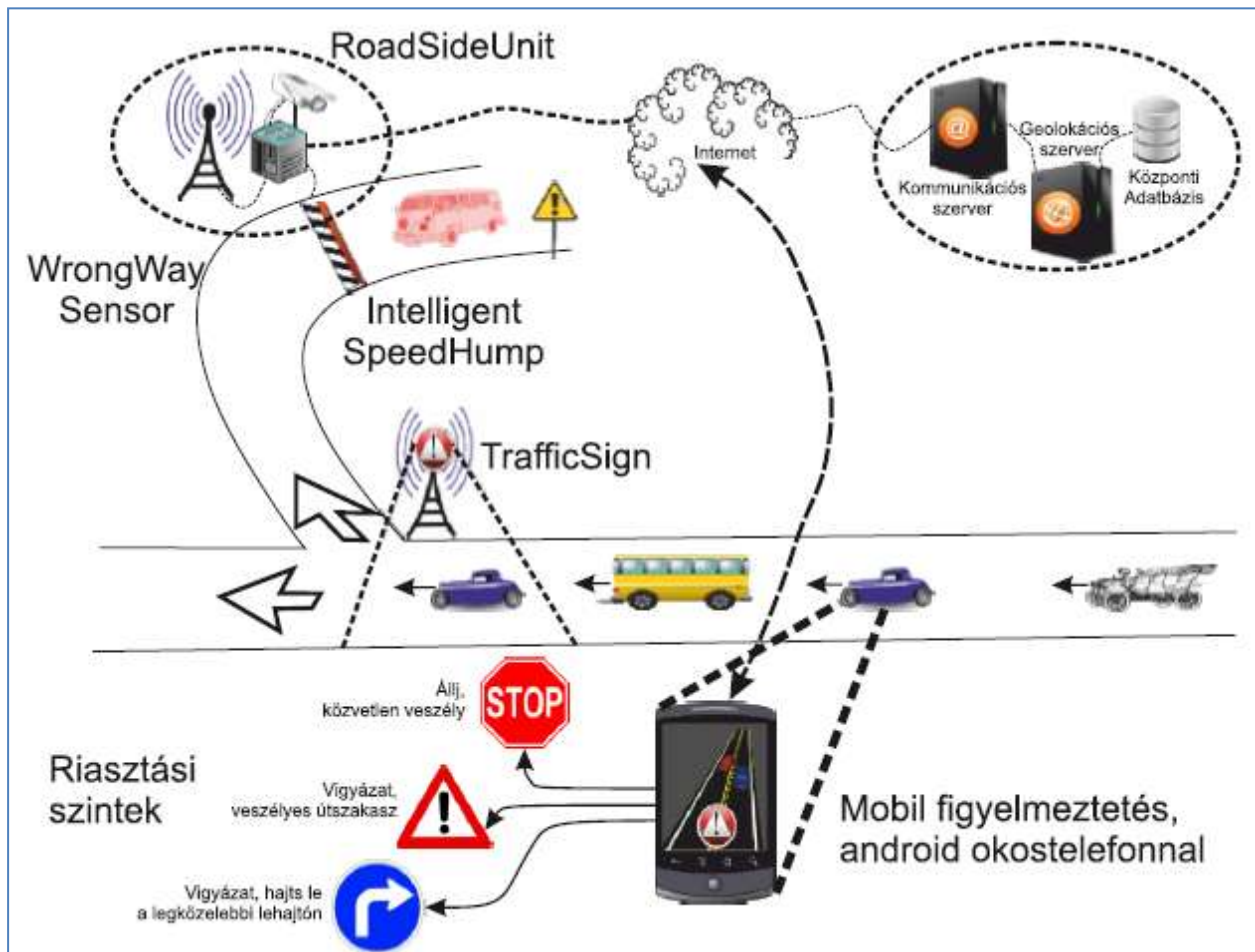 RoadSideUnit
Internet
@
Geolokációs
szerver
Kommunikációs
szerver
Központi
Adatbázis
WrongWay
Sensor
Intelligent
SpeedHump
TrafficSign
Állj,
közvetlen veszély
STOP
Riasztási
szintek
Vigyázat,
veszélyes útszakasz
Vigyázat, hajts le
a legközelebbi lehajtón
Mobil figyelmeztetés,
android okostelefonnal